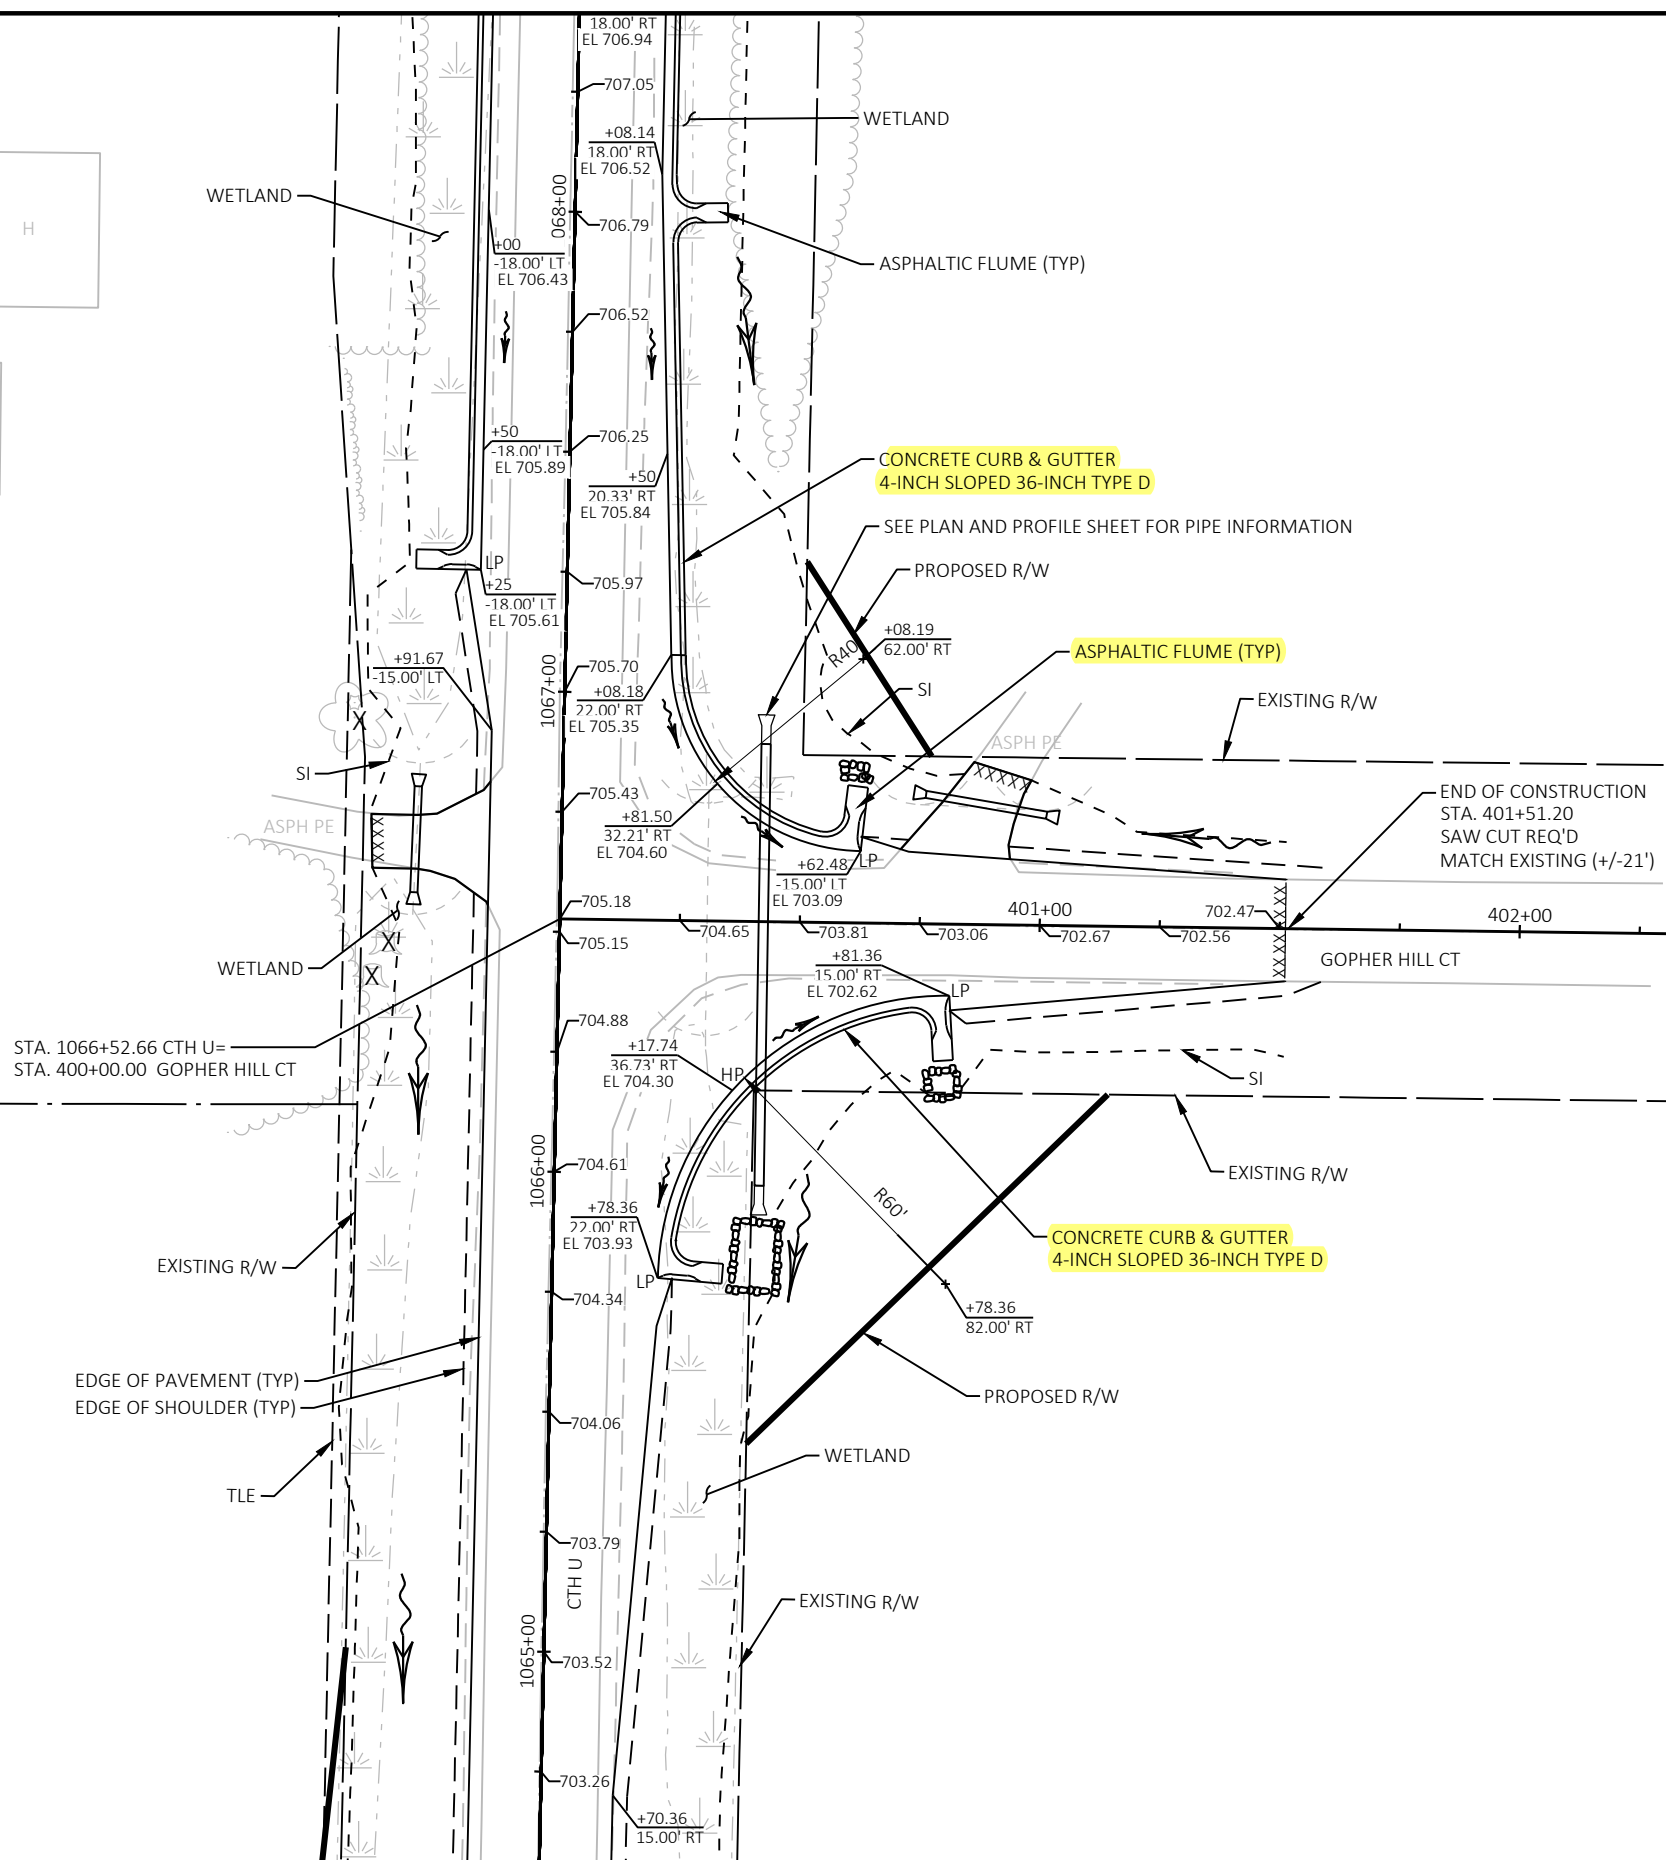 18.00' RT
EL 706.94
707.05
WETLAND
+08.14
18.00' RT
EL 706.52
WETLAND
068+00
706.79
H
+00
-18.00' LT
EL 706.43
ASPHALTIC FLUME (TYP)
706.52
+50
-18.00' LT
EL 705.89
706.25
CONCRETE CURB & GUTTER
4-INCH SLOPED 36-INCH TYPE D
+50
20.33' RT
EL 705.84
SEE PLAN AND PROFILE SHEET FOR PIPE INFORMATION
LP
+25
-18.00' LT
EL 705.61
705.97
PROPOSED R/W
+08.19
62.00' RT
R40
ASPHALTIC FLUME (TYP)
+91.67
-15.00' LT
1067+00
705.70
+08.18
22.00' RT
EL 705.35
SI
EXISTING R/W
X
ASPH PE
SI
705.43
END OF CONSTRUCTION
STA. 401+51.20
SAW CUT REQ'D
MATCH EXISTING (+/-21')
ASPH PE
+81.50
32.21' RT
EL 704.60
+62.48
-15.00' LT
EL 703.09
LP
705.18
704.65
703.81
703.06
401+00
702.67
702.56
702.47
402+00
705.15
X
X
WETLAND
+81.36
15.00' RT
EL 702.62
LP
GOPHER HILL CT
704.88
STA. 1066+52.66 CTH U=
STA. 400+00.00 GOPHER HILL CT
+17.74
36.73' RT
EL 704.30
HP
SI
1066+00
704.61
EXISTING R/W
R60'
+78.36
22.00' RT
EL 703.93
LP
CONCRETE CURB & GUTTER
4-INCH SLOPED 36-INCH TYPE D
EXISTING R/W
704.34
+78.36
82.00' RT
EDGE OF PAVEMENT (TYP)
EDGE OF SHOULDER (TYP)
PROPOSED R/W
704.06
WETLAND
TLE
703.79
CTH U
EXISTING R/W
1065+00
703.52
703.26
+70.36
15.00' RT